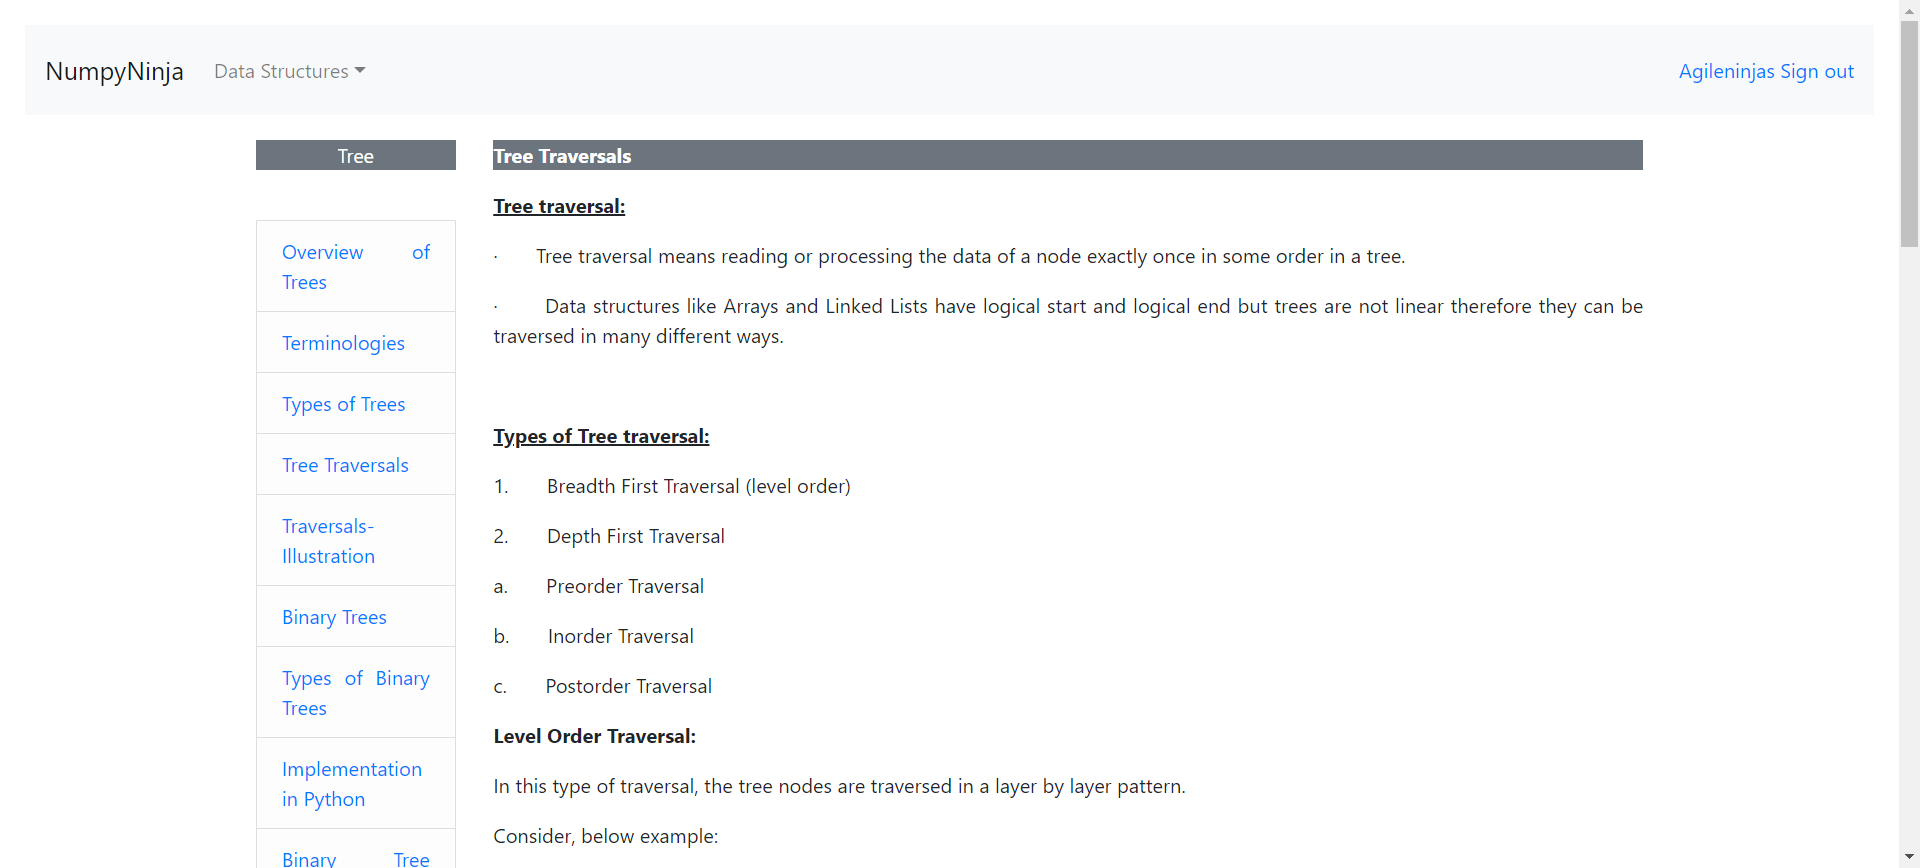 NumpyNinja Data Structures Agileninjas Sign out
Tree
Overview of
Trees
Terminologies
Types of Trees
Tree Traversals
Traversals-
Illustration
Binary Trees
Types of Binary
Trees
Implementation
in Python
Binary Tree
Tree Traversals
Tree traversal:
· Tree traversal means reading or processing the data of a node exactly once in some order in a tree.
· Data structures like Arrays and Linked Lists have logical start and logical end but trees are not linear therefore they can be
traversed in many different ways.
Types of Tree traversal:
1. Breadth First Traversal (level order)
2. Depth First Traversal
a. Preorder Traversal
b. Inorder Traversal
c. Postorder Traversal
Level Order Traversal:
In this type of traversal, the tree nodes are traversed in a layer by layer pattern.
Consider, below example: